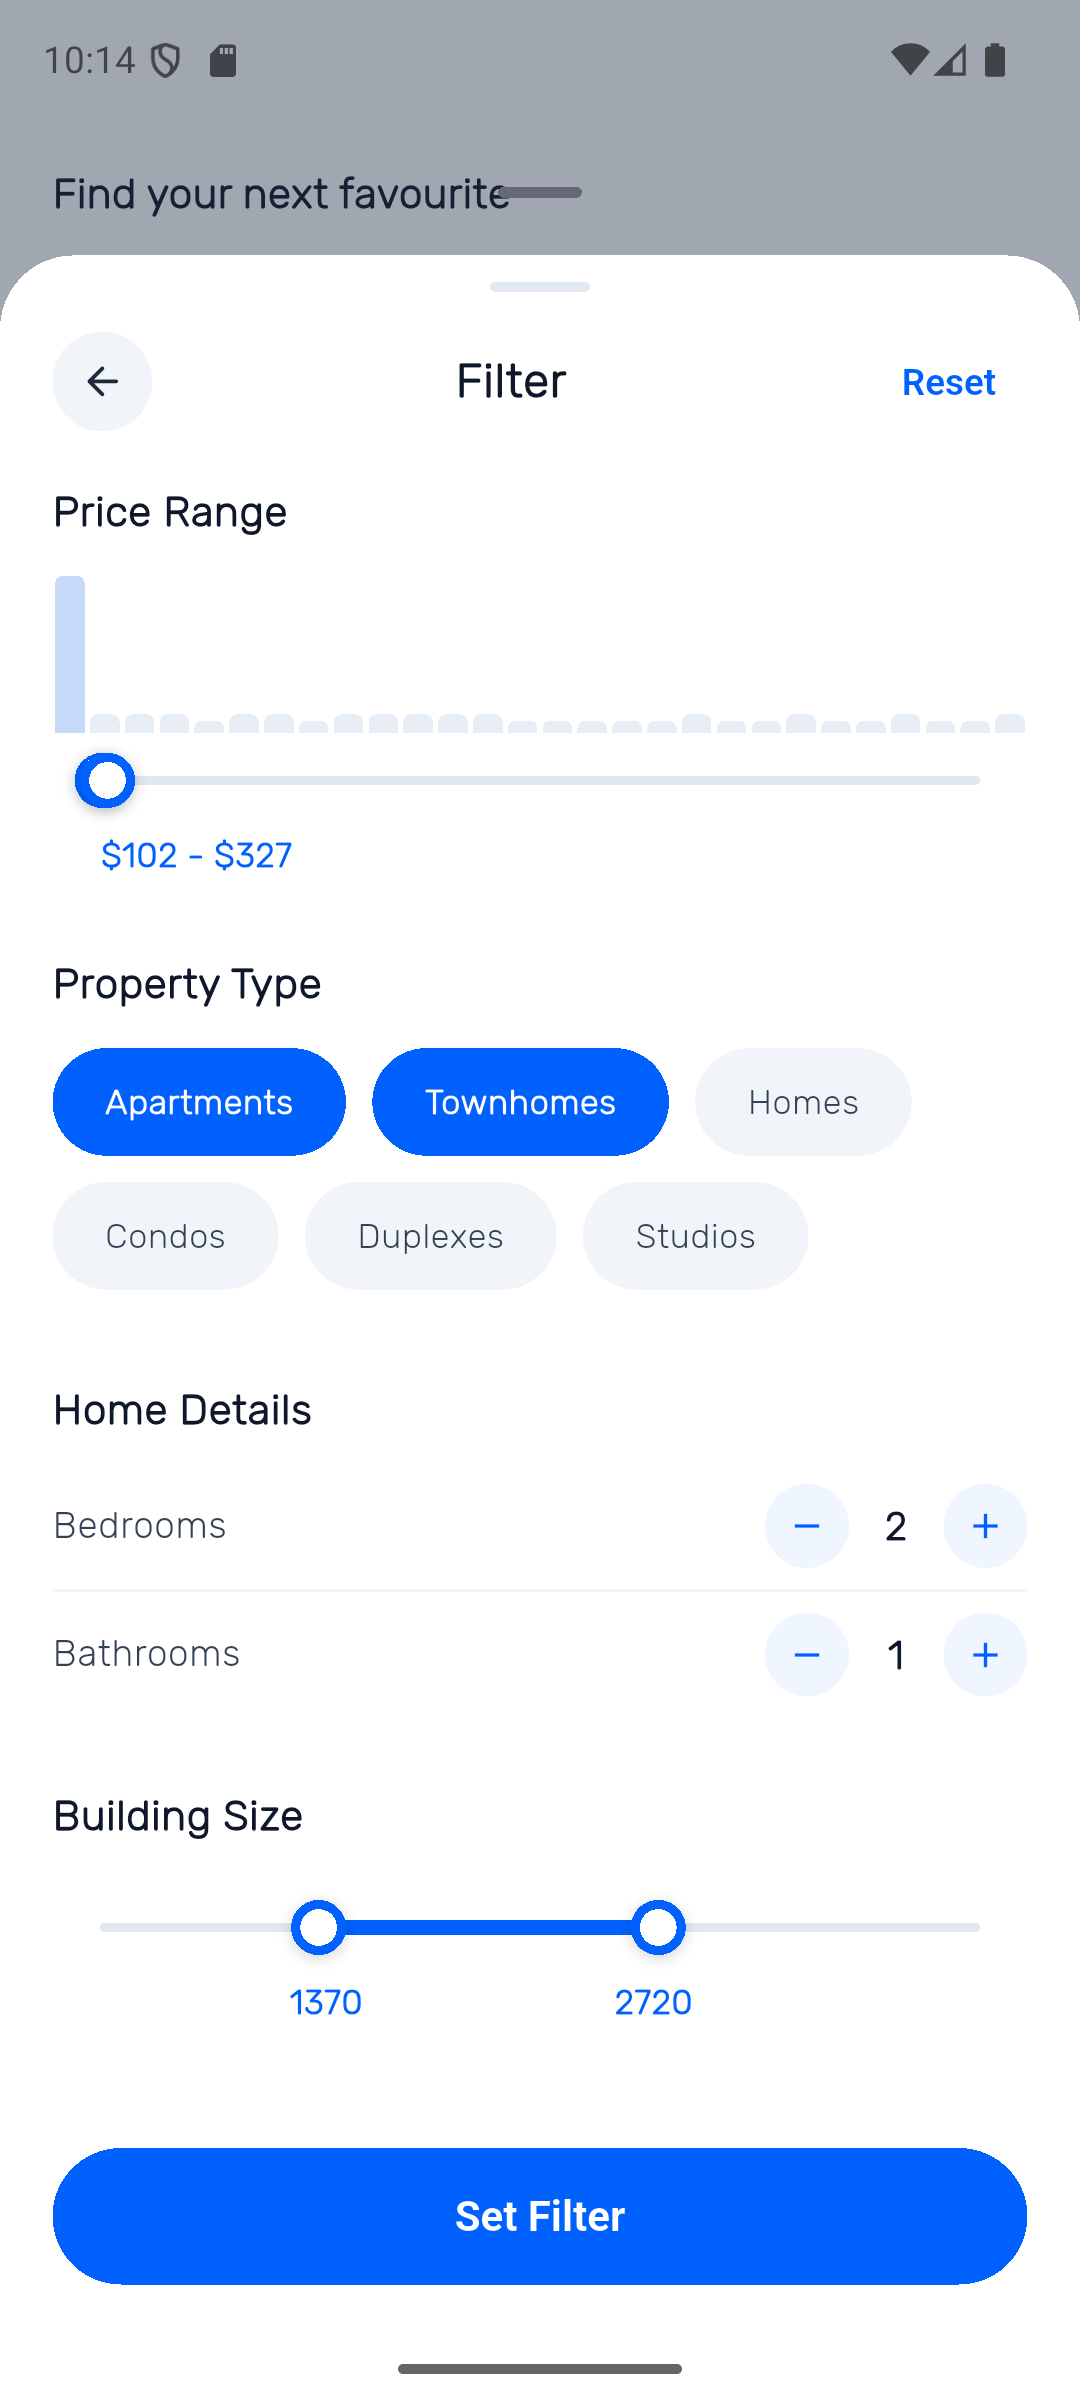 10:14
Find your next favourite
Filter
Reset
Price Range
$102 - $327
Property Type
Apartments
Townhomes
Homes
Condos
Duplexes
Studios
Home Details
Bedrooms
2
Bathrooms
1
Building Size
1370
2720
Set Filter